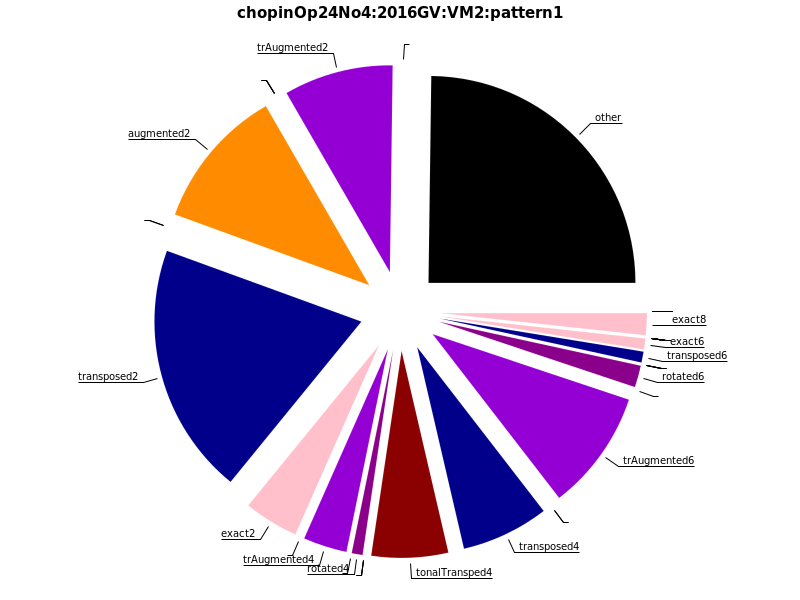 chopinOp24No4:2016GV:VM2:pattern1
trAugmented2
other
augmented2
exact8
exact6
transposed6
transposed2
rotated6
trAugmented6
exact2
transposed4
trAugmented4
rotated4
tonalTransped4